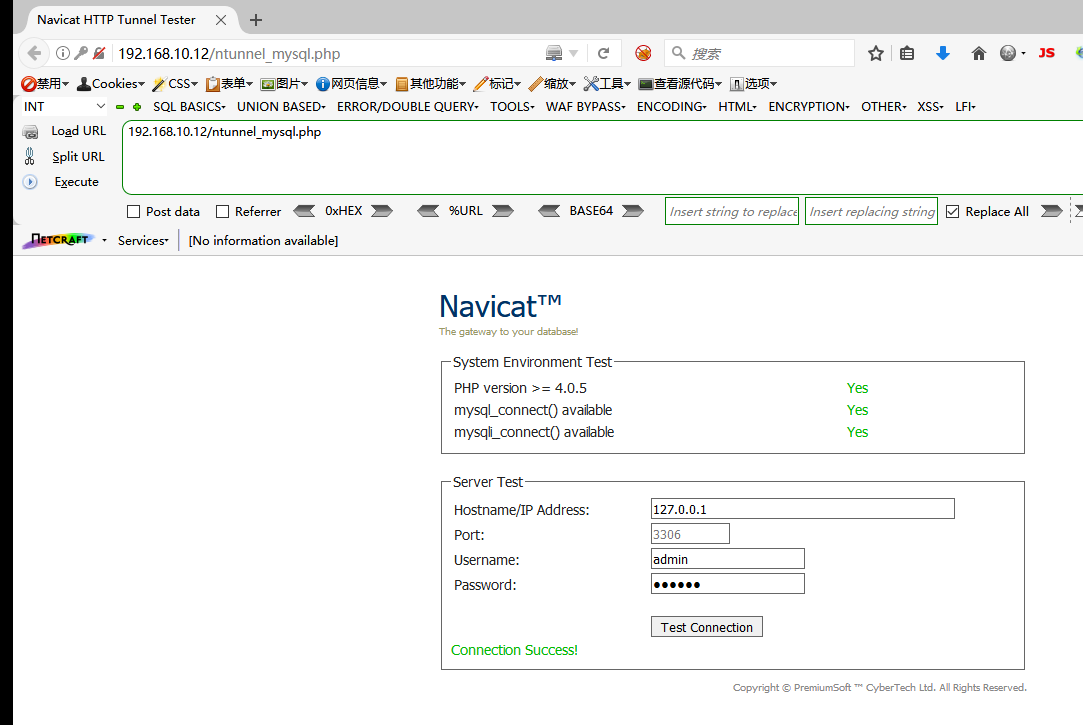 Navicat HTTP Tunnel Tester
192.168.10.12/ntunnel_mysql.php 搜索 JS
禁用 Cookies CSS 表单 图片 网页信息 其他功能 标记 缩放 工具 查看源代码 选项
INT SQL BASICS UNION BASED ERROR/DOUBLE QUERY TOOLS WAF BYPASS ENCODING HTML ENCRYPTION OTHER XSS LFI
Load URL 192.168.10.12/ntunnel_mysql.php
Split URL
Execute
Post data Referrer 0xHEX %URL BASE64 Insert string to replace Insert replacing string Replace All
NETCRAFT Services [No information available]
Navicat™
The gateway to your database!
System Environment Test
PHP version >= 4.0.5 Yes
mysql_connect() available Yes
mysqli_connect() available Yes
Server Test
Hostname/IP Address: 127.0.0.1
Port: 3306
Username: admin
Password: ●●●●●●
Test Connection
Connection Success!
Copyright © PremiumSoft ™ CyberTech Ltd. All Rights Reserved.